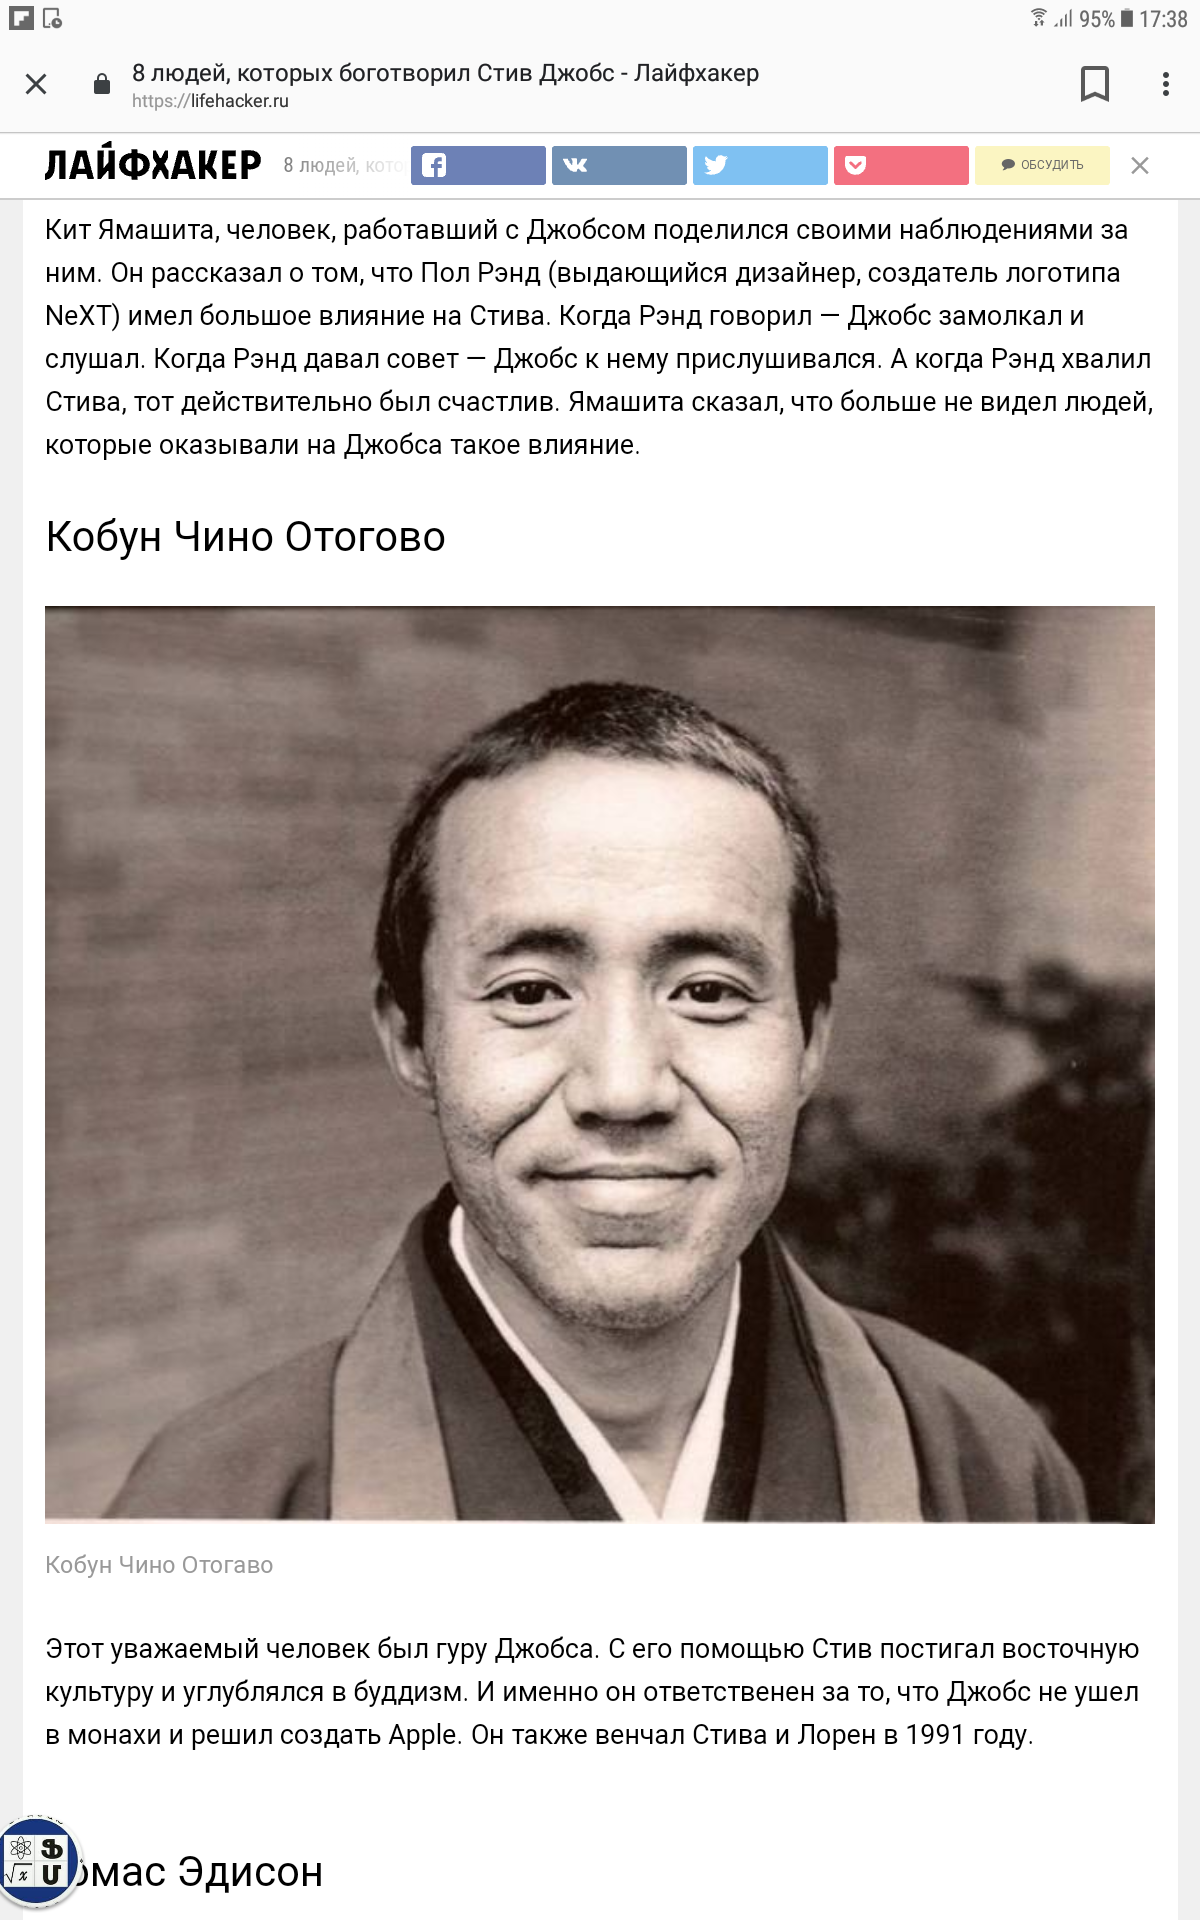 95% 17:38
8 людей, которых боготворил Стив Джобс - Лайфхакер
https://lifehacker.ru
ЛАЙФХАКЕР 8 людей, кото ОБСУДИТЬ
Кит Ямашита, человек, работавший с Джобсом поделился своими наблюдениями за
ним. Он рассказал о том, что Пол Рэнд (выдающийся дизайнер, создатель логотипа
NeXT) имел большое влияние на Стива. Когда Рэнд говорил — Джобс замолкал и
слушал. Когда Рэнд давал совет — Джобс к нему прислушивался. А когда Рэнд хвалил
Стива, тот действительно был счастлив. Ямашита сказал, что больше не видел людей,
которые оказывали на Джобса такое влияние.
Кобун Чино Отогово
Кобун Чино Отогаво
Этот уважаемый человек был гуру Джобса. С его помощью Стив постигал восточную
культуру и углублялся в буддизм. И именно он ответственен за то, что Джобс не ушел
в монахи и решил создать Apple. Он также венчал Стива и Лорен в 1991 году.
омас Эдисон